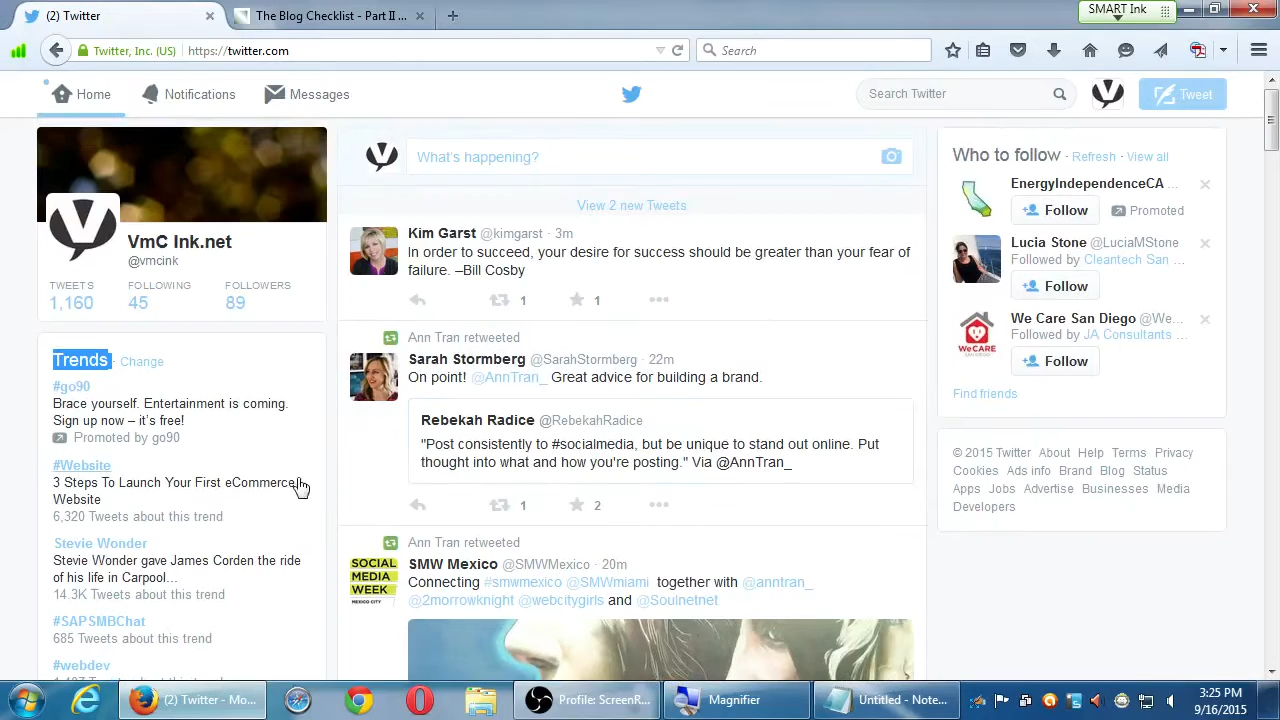 (2) Twitter
The Blog Checklist - Part II ...
SMART Ink
Twitter, Inc. (US)
https://twitter.com
Search
Home
Notifications
Messages
Search Twitter
Tweet
VmC Ink.net
@vmcink
TWEETS FOLLOWING FOLLOWERS
1,160 45 89
Trends · Change
#go90
Brace yourself. Entertainment is coming.
Sign up now – it's free!
Promoted by go90
#Website
3 Steps To Launch Your First eCommerce
Website
6,320 Tweets about this trend
Stevie Wonder
Stevie Wonder gave James Corden the ride
of his life in Carpool...
14.3K Tweets about this trend
#SAPSMBChat
685 Tweets about this trend
#webdev
What's happening?
View 2 new Tweets
Kim Garst @kimgarst · 3m
In order to succeed, your desire for success should be greater than your fear of
failure. –Bill Cosby
1 1
Ann Tran retweeted
Sarah Stormberg @SarahStormberg · 22m
On point! @AnnTran_ Great advice for building a brand.
Rebekah Radice @RebekahRadice
"Post consistently to #socialmedia, but be unique to stand out online. Put
thought into what and how you're posting." Via @AnnTran_
1 2
Ann Tran retweeted
SOCIAL
MEDIA
WEEK
MEXICO CITY
SMW Mexico @SMWMexico · 20m
Connecting #smwmexico @SMWmiami together with @anntran_
@2morrowknight @webcitygirls and @Soulnetnet
Who to follow · Refresh · View all
EnergyIndependenceCA ...
Follow
Promoted
Lucia Stone @LuciaMStone
Followed by Cleantech San ...
Follow
We Care San Diego @We...
Followed by JA Consultants ...
WeCARE
Follow
Find friends
© 2015 Twitter About Help Terms Privacy
Cookies Ads info Brand Blog Status
Apps Jobs Advertise Businesses Media
Developers
(2) Twitter - Mo...
Profile: ScreenR...
Magnifier
Untitled - Note...
3:25 PM
9/16/2015